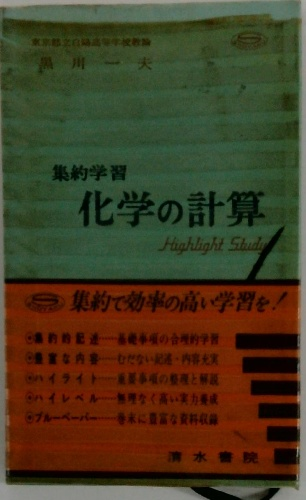 東京都立白鷗高等学校教諭
黒川一夫
集約学習
化学の計算
Highlight Study
集約で効率の高い学習を!
集約的記述──基礎事項の合理的学習
豊富な内容──むだない記述・内容充実
ハイライト──重要事項の整理と解説
ハイレベル──無理なく高い実力養成
ブルーペーパー──巻末に豊富な資料収録
清水書院